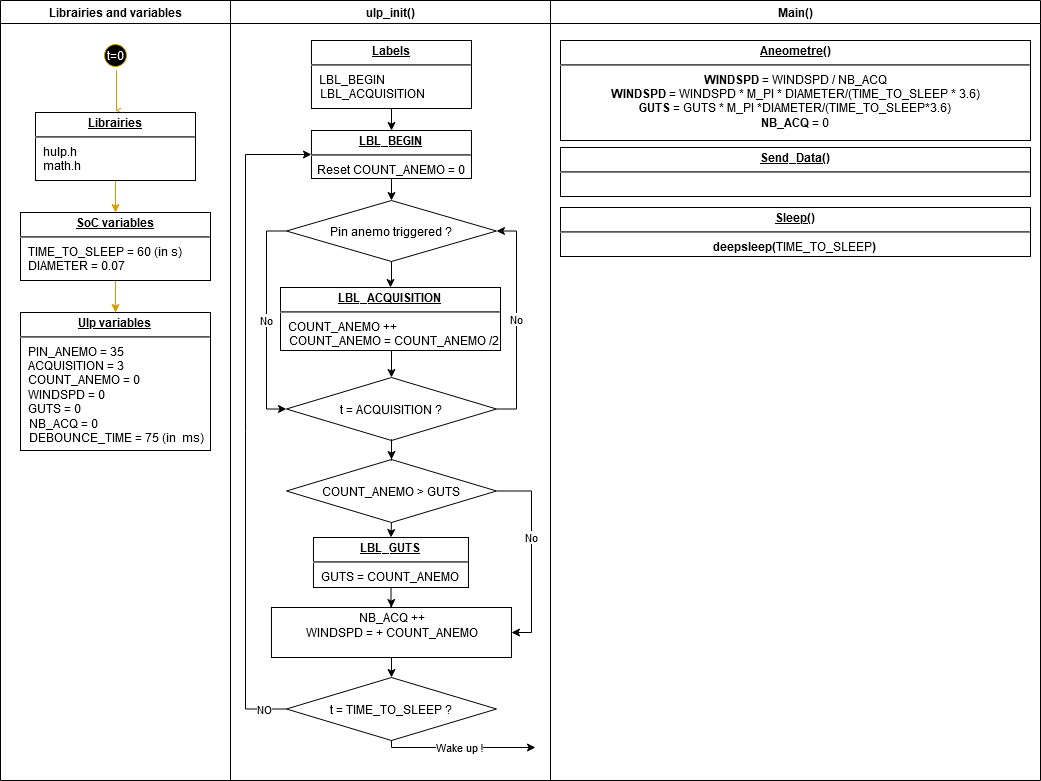 Librairies and variables
t=0
Librairies
hulp.h
math.h
SoC variables
TIME_TO_SLEEP = 60 (in s)
DIAMETER = 0.07
Ulp variables
PIN_ANEMO = 35
ACQUISITION = 3
COUNT_ANEMO = 0
WINDSPD = 0
GUTS = 0
NB_ACQ = 0
DEBOUNCE_TIME = 75 (in  ms)
ulp_init()
Labels
LBL_BEGIN
LBL_ACQUISITION
LBL_BEGIN
Reset COUNT_ANEMO = 0
Pin anemo triggered ?
LBL_ACQUISITION
COUNT_ANEMO ++
COUNT_ANEMO = COUNT_ANEMO /2
No
No
t = ACQUISITION ?
COUNT_ANEMO > GUTS
No
LBL_GUTS
GUTS = COUNT_ANEMO
NB_ACQ ++
WINDSPD = + COUNT_ANEMO
t = TIME_TO_SLEEP ?
NO
Wake up !
Main()
Aneometre()
WINDSPD = WINDSPD / NB_ACQ
WINDSPD = WINDSPD * M_PI * DIAMETER/(TIME_TO_SLEEP * 3.6)
GUTS = GUTS * M_PI *DIAMETER/(TIME_TO_SLEEP*3.6)
NB_ACQ = 0
Send_Data()
Sleep()
deepsleep(TIME_TO_SLEEP)